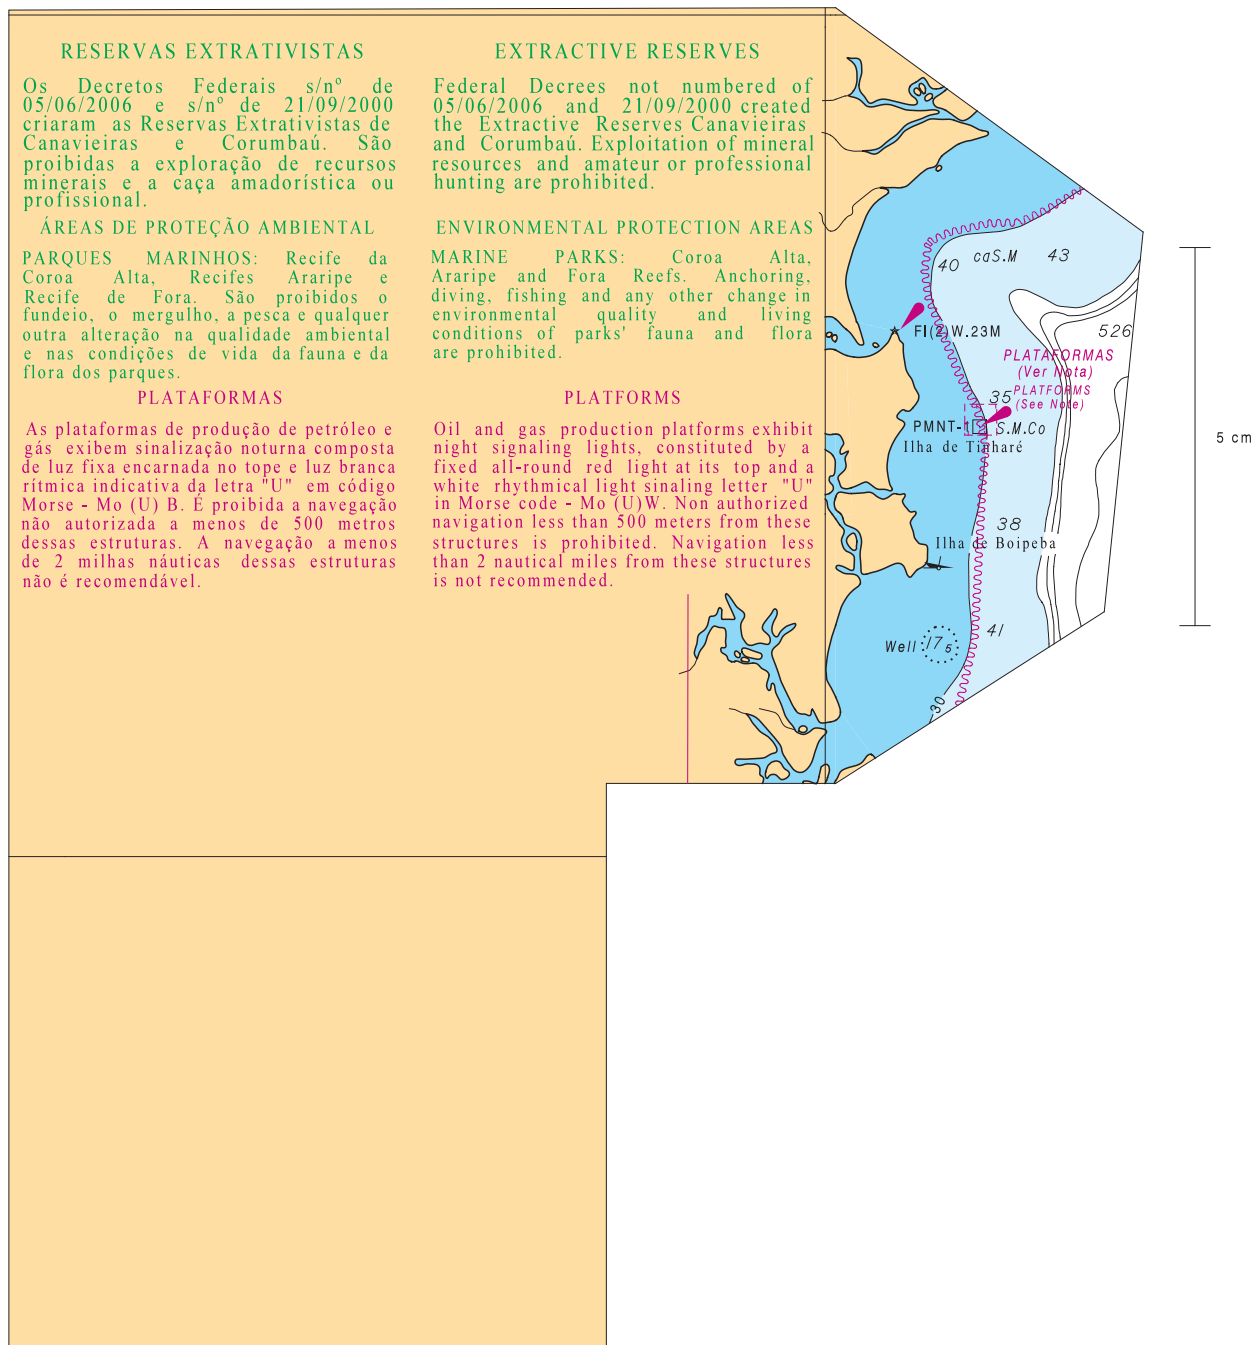 RESERVAS EXTRATIVISTAS
Os Decretos Federais s/nº de
05/06/2006 e s/nº de 21/09/2000
criaram as Reservas Extrativistas de
Canavieiras e Corumbaú. São
proibidas a exploração de recursos
minerais e a caça amadorística ou
profissional.
ÁREAS DE PROTEÇÃO AMBIENTAL
PARQUES MARINHOS: Recife da
Coroa Alta, Recifes Araripe e
Recife de Fora. São proibidos o
fundeio, o mergulho, a pesca e qualquer
outra alteração na qualidade ambiental
e nas condições de vida da fauna e da
flora dos parques.
PLATAFORMAS
As plataformas de produção de petróleo e
gás exibem sinalização noturna composta
de luz fixa encarnada no tope e luz branca
rítmica indicativa da letra "U" em código
Morse - Mo (U) B. É proibida a navegação
não autorizada a menos de 500 metros
dessas estruturas. A navegação a menos
de 2 milhas náuticas dessas estruturas
não é recomendável.
EXTRACTIVE RESERVES
Federal Decrees not numbered of
05/06/2006 and 21/09/2000 created
the Extractive Reserves Canavieiras
and Corumbaú. Exploitation of mineral
resources and amateur or professional
hunting are prohibited.
ENVIRONMENTAL PROTECTION AREAS
MARINE PARKS: Coroa Alta,
Araripe and Fora Reefs. Anchoring,
diving, fishing and any other change in
environmental quality and living
conditions of parks' fauna and flora
are prohibited.
PLATFORMS
Oil and gas production platforms exhibit
night signaling lights, constituted by a
fixed all-round red light at its top and a
white rhythmical light sinaling letter "U"
in Morse code - Mo (U)W. Non authorized
navigation less than 500 meters from these
structures is prohibited. Navigation less
than 2 nautical miles from these structures
is not recommended.
40
caS.M
43
Fl(2)W.23M
526
PLATAFORMAS
(Ver Nota)
PLATFORMS
(See Note)
35
PMNT-1
S.M.Co
Ilha de Tinharé
38
Ilha de Boipeba
41
Well 17₅
30
5 cm